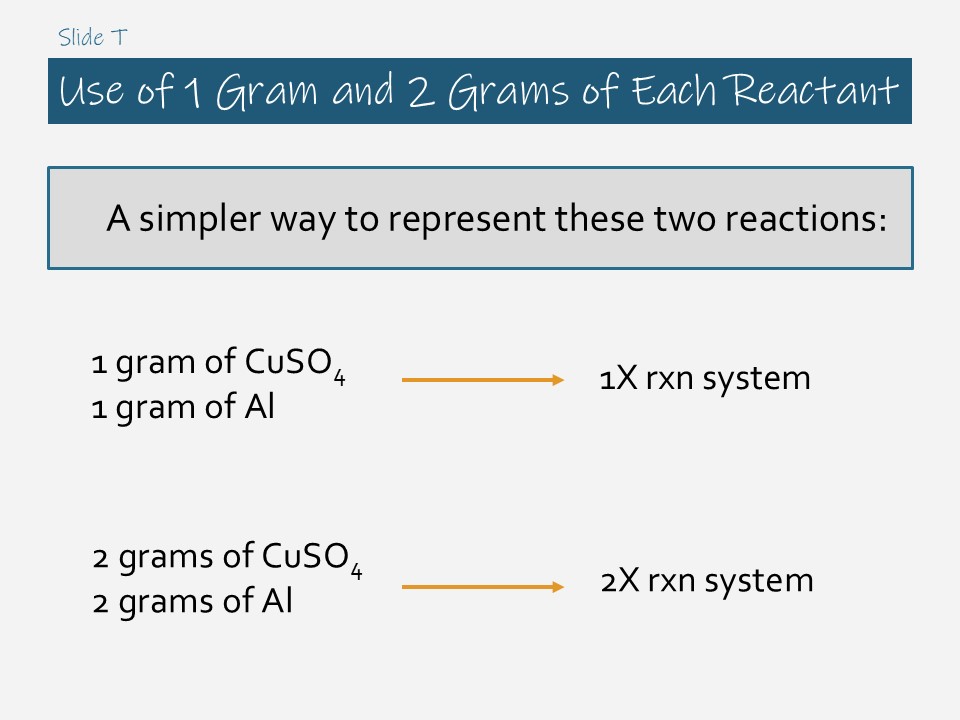 Slide T
Use of 1 Gram and 2 Grams of Each Reactant
A simpler way to represent these two reactions:
1 gram of CuSO₄
1 gram of Al
1X rxn system
2 grams of CuSO₄
2 grams of Al
2X rxn system